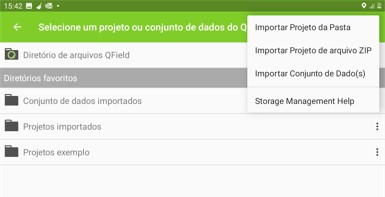 15:42
Selecione um projeto ou conjunto de dados do Q
Importar Projeto da Pasta
Importar Projeto de arquivo ZIP
Importar Conjunto de Dado(s)
Storage Management Help
Diretório de arquivos QField
Diretórios favoritos
Conjunto de dados importados
Projetos importados
Projetos exemplo